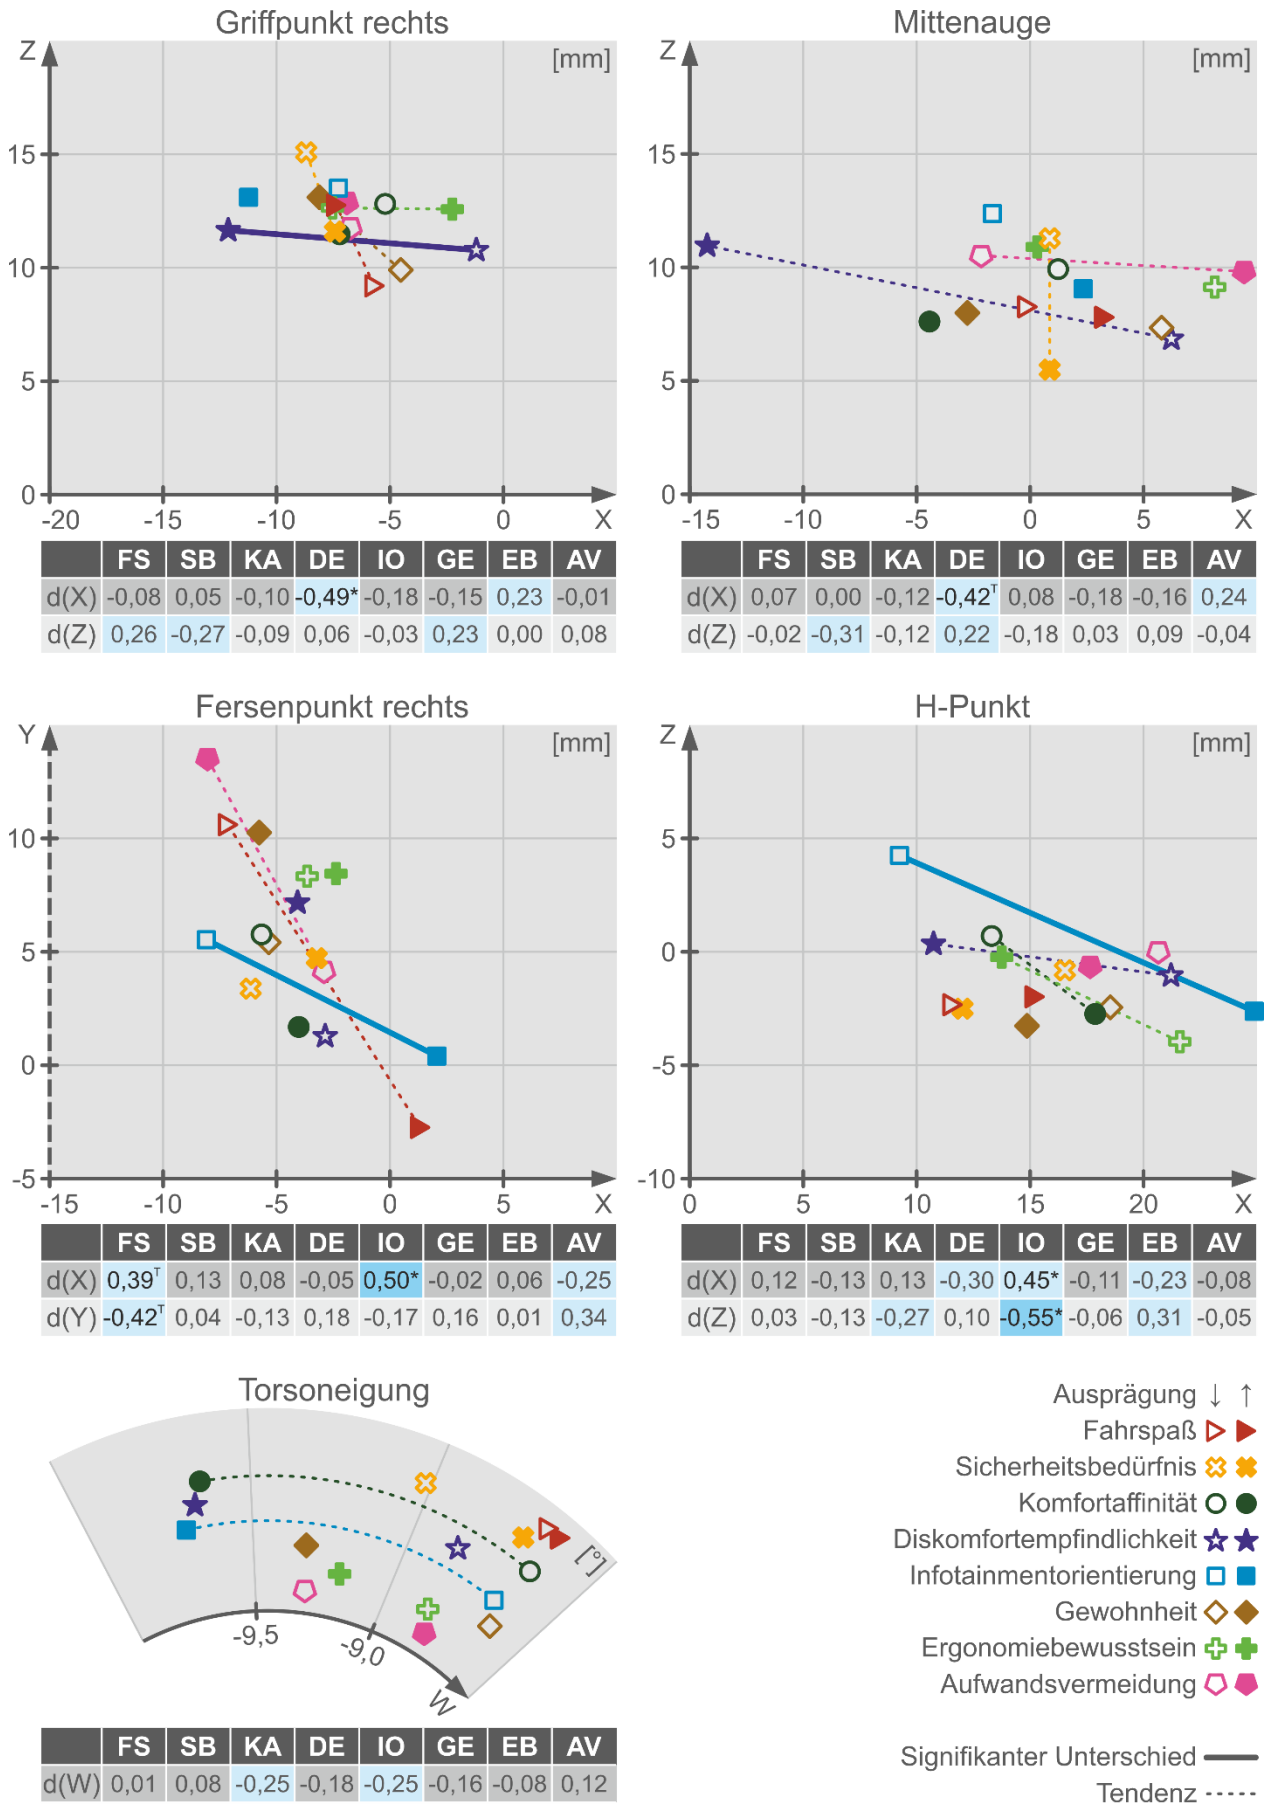 Griffpunkt rechts
Z
[mm]
15
10
5
0
-20 -15 -10 -5 0 X
FS SB KA DE IO GE EB AV
d(X) -0,08 0,05 -0,10 -0,49* -0,18 -0,15 0,23 -0,01
d(Z) 0,26 -0,27 -0,09 0,06 -0,03 0,23 0,00 0,08
Mittenauge
Z
[mm]
15
10
5
0
-15 -5 0 5 X
FS SB KA DE IO GE EB AV
d(X) 0,07 0,00 -0,12 -0,42ᵀ 0,08 -0,18 -0,16 0,24
d(Z) -0,02 -0,31 -0,12 0,22 -0,18 0,03 0,09 -0,04
Fersenpunkt rechts
Y
[mm]
10
5
0
-5
-15 -10 -5 0 5 X
FS SB KA DE IO GE EB AV
d(X) 0,39ᵀ 0,13 0,08 -0,05 0,50* -0,02 0,06 -0,25
d(Y) -0,42ᵀ 0,04 -0,13 0,18 -0,17 0,16 0,01 0,34
H-Punkt
Z
[mm]
5
0
-5
-10
0 5 10 15 20 X
FS SB KA DE IO GE EB AV
d(X) 0,12 -0,13 0,13 -0,30 0,45* -0,11 -0,23 -0,08
d(Z) 0,03 -0,13 -0,27 0,10 -0,55* -0,06 0,31 -0,05
Torsoneigung
[°]
-9,5
-9,0
W
FS SB KA DE IO GE EB AV
d(W) 0,01 0,08 -0,25 -0,18 -0,25 -0,16 -0,08 0,12
Ausprägung ↓ ↑
Fahrspaß
Sicherheitsbedürfnis
Komfortaffinität
Diskomfortempfindlichkeit
Infotainmentorientierung
Gewohnheit
Ergonomiebewusstsein
Aufwandsvermeidung
Signifikanter Unterschied
Tendenz